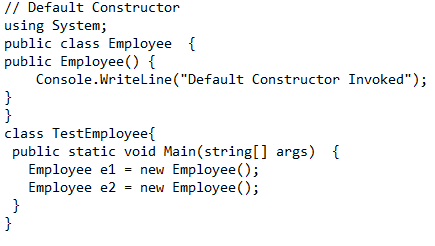 // Default Constructor
using System;
public class Employee  {
public Employee() {
    Console.WriteLine("Default Constructor Invoked");
}
}
class TestEmployee{
 public static void Main(string[] args)  {
   Employee e1 = new Employee();
   Employee e2 = new Employee();
 }
}